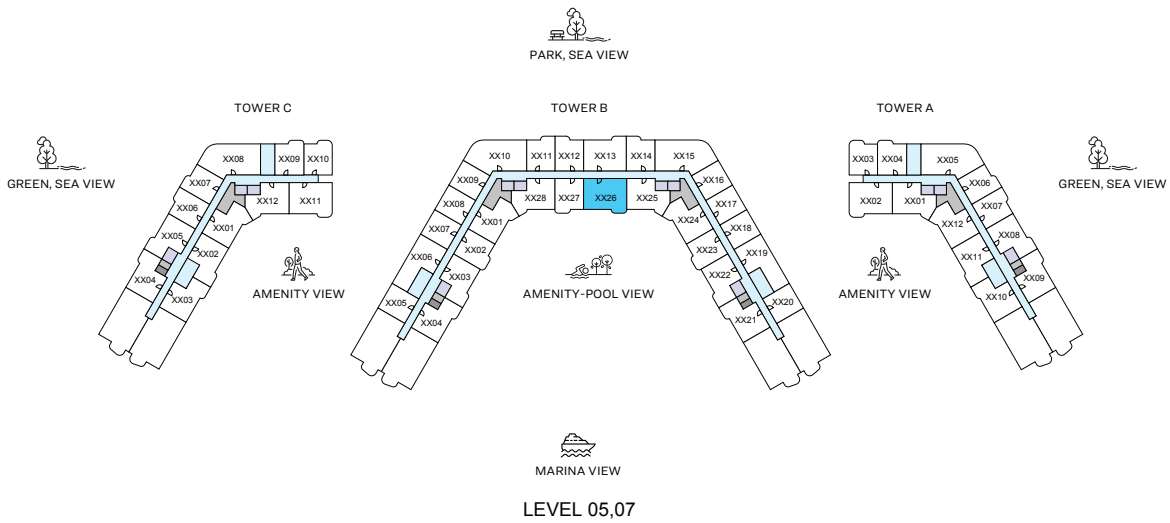 PARK, SEA VIEW
TOWER C
TOWER B
TOWER A
GREEN, SEA VIEW
GREEN, SEA VIEW
XX08
XX09
XX10
XX07
XX06
XX05
XX04
XX12
XX11
XX01
XX02
XX03
XX10
XX11
XX12
XX13
XX14
XX15
XX09
XX08
XX07
XX06
XX05
XX28
XX27
XX26
XX25
XX01
XX02
XX03
XX04
XX16
XX17
XX18
XX19
XX20
XX24
XX23
XX22
XX21
XX03
XX04
XX05
XX02
XX01
XX06
XX07
XX08
XX09
XX12
XX11
XX10
AMENITY VIEW
AMENITY-POOL VIEW
AMENITY VIEW
MARINA VIEW
LEVEL 05,07